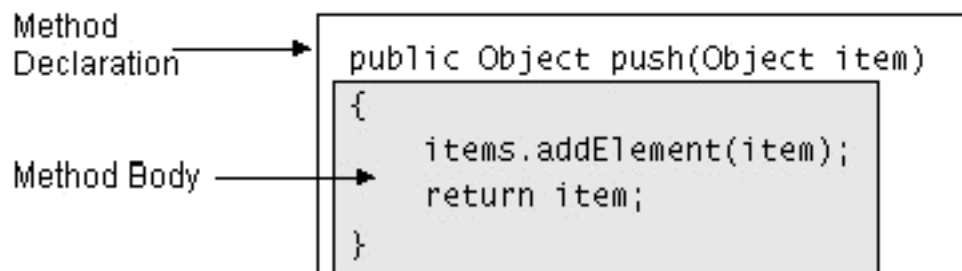 Method
Declaration
public Object push(Object item)
{
items.addElement(item);
Method Body
return item;
}